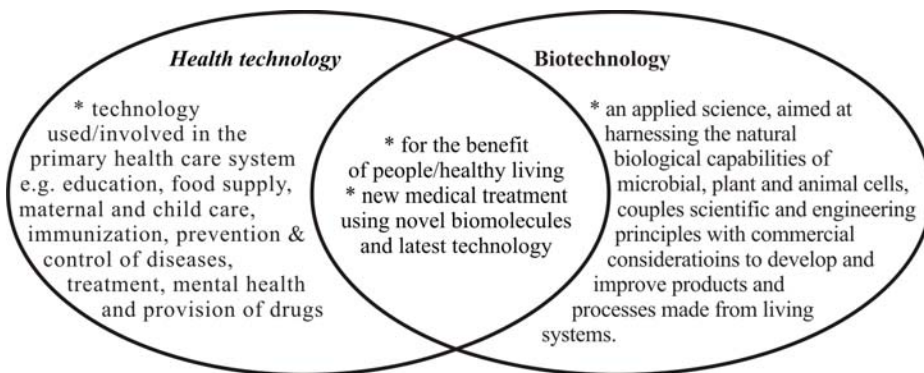 Health technology
* technology
used/involved in the
primary health care system
e.g. education, food supply,
maternal and child care,
immunization, prevention &
control of diseases,
treatment, mental health
and provision of drugs
* for the benefit
of people/healthy living
* new medical treatment
using novel biomolecules
and latest technology
Biotechnology
* an applied science, aimed at
harnessing the natural
biological capabilities of
microbial, plant and animal cells,
couples scientific and engineering
principles with commercial
consideratioins to develop and
improve products and
processes made from living
systems.